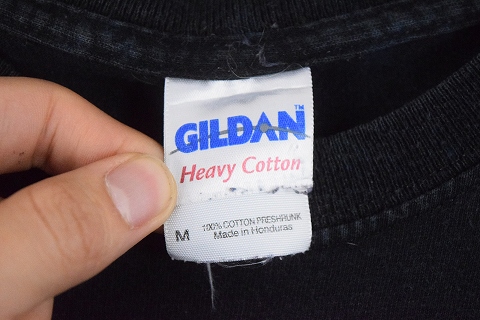 GILDAN™
Heavy Cotton
M 100% COTTON PRESHRUNK
Made in Honduras